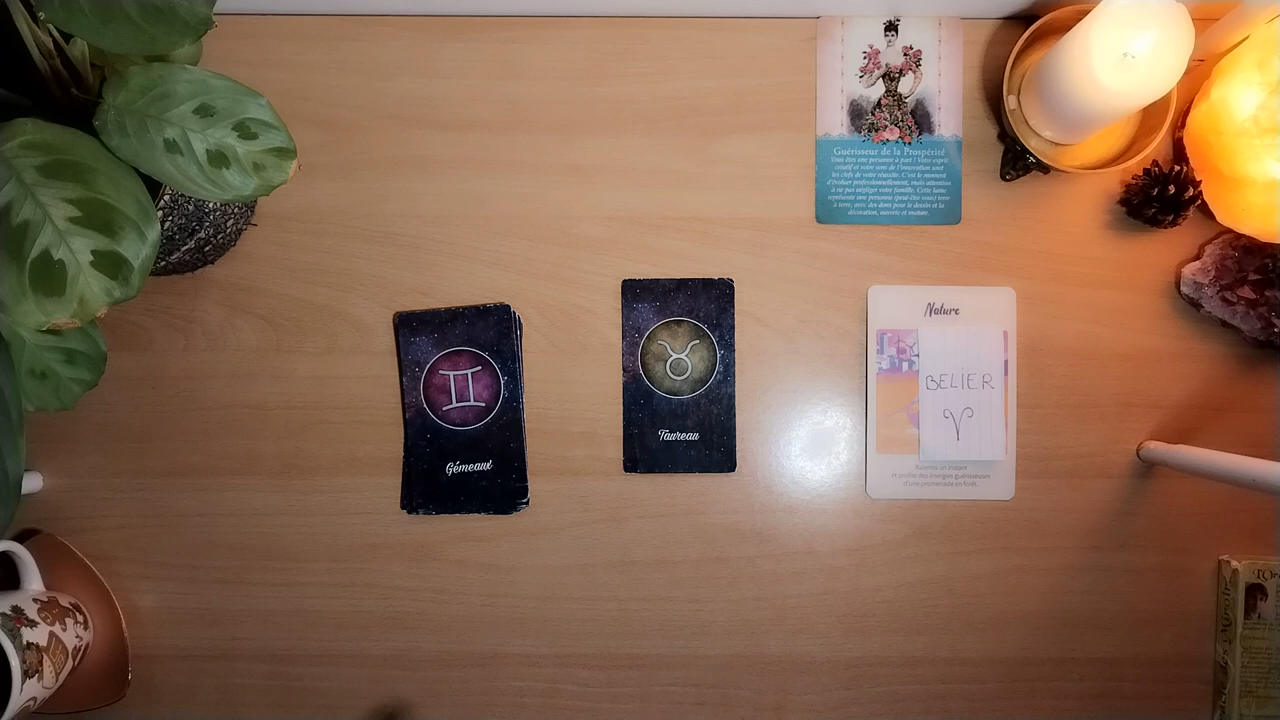 Guérisseur de la Prospérité
Vous êtes une personne à part ! Votre esprit
créatif et votre sens de l'innovation sont
les clefs de votre réussite. C'est le moment
d'évoluer professionnellement, mais attention
à ne pas négliger votre famille. Cette lame
représente une personne (peut-être vous) terre
à terre, avec des dons pour le dessin et la
décoration, ouverte et mature.
Nature
BELIER
Ralentis un instant
et profite des énergies guérisseuses
d'une promenade en forêt.
Taureau
Gémeaux